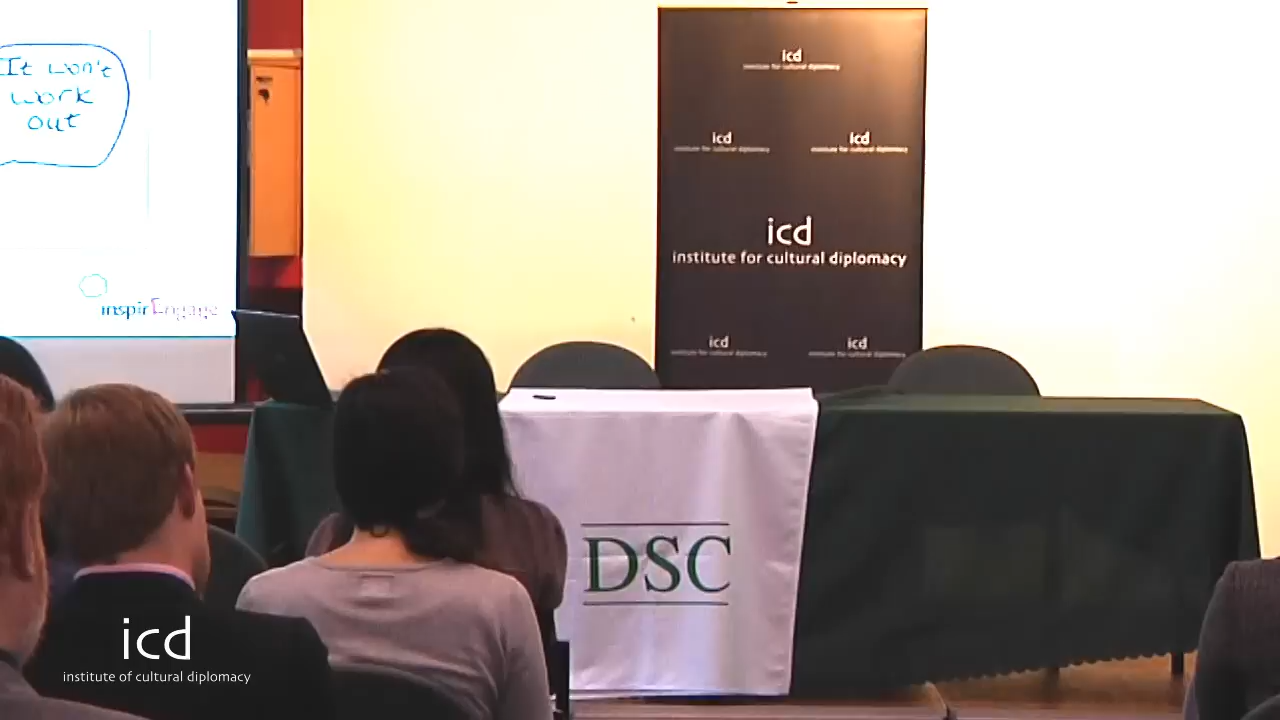 It won't
work
out
inspirEngage
icd
institute for cultural diplomacy
icd
institute for cultural diplomacy
icd
institute for cultural diplomacy
icd
institute for cultural diplomacy
icd
institute for cultural diplomacy
icd
institute for cultural diplomacy
DSC
icd
institute of cultural diplomacy